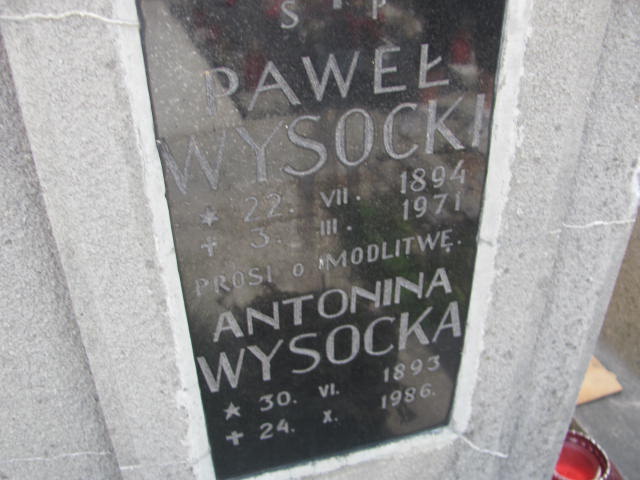 Ś P
PAWEŁ
WYSOCKI
* 22. VII. 1894
+ 3. III. 1971
PROSI O MODLITWĘ.
ANTONINA
WYSOCKA
* 30. VI. 1893
+ 24. X. 1986.